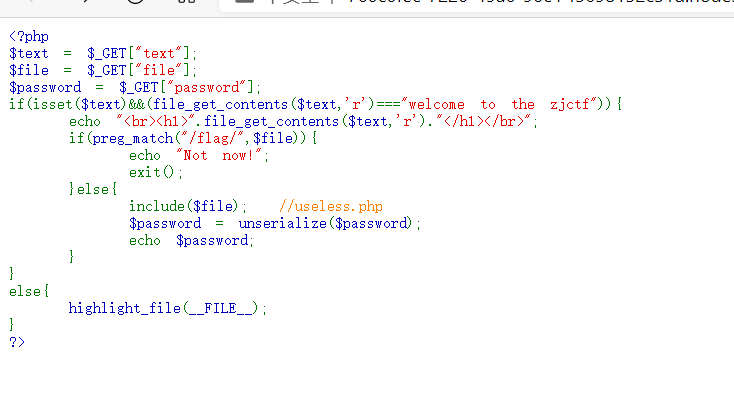 <?php
$text = $_GET["text"];
$file = $_GET["file"];
$password = $_GET["password"];
if(isset($text)&&(file_get_contents($text,'r')==="welcome to the zjctf")){
echo "<br><h1>".file_get_contents($text,'r')."</h1></br>";
if(preg_match("/flag/",$file)){
echo "Not now!";
exit();
}else{
include($file); //useless.php
$password = unserialize($password);
echo $password;
}
}
else{
highlight_file(__FILE__);
}
?>